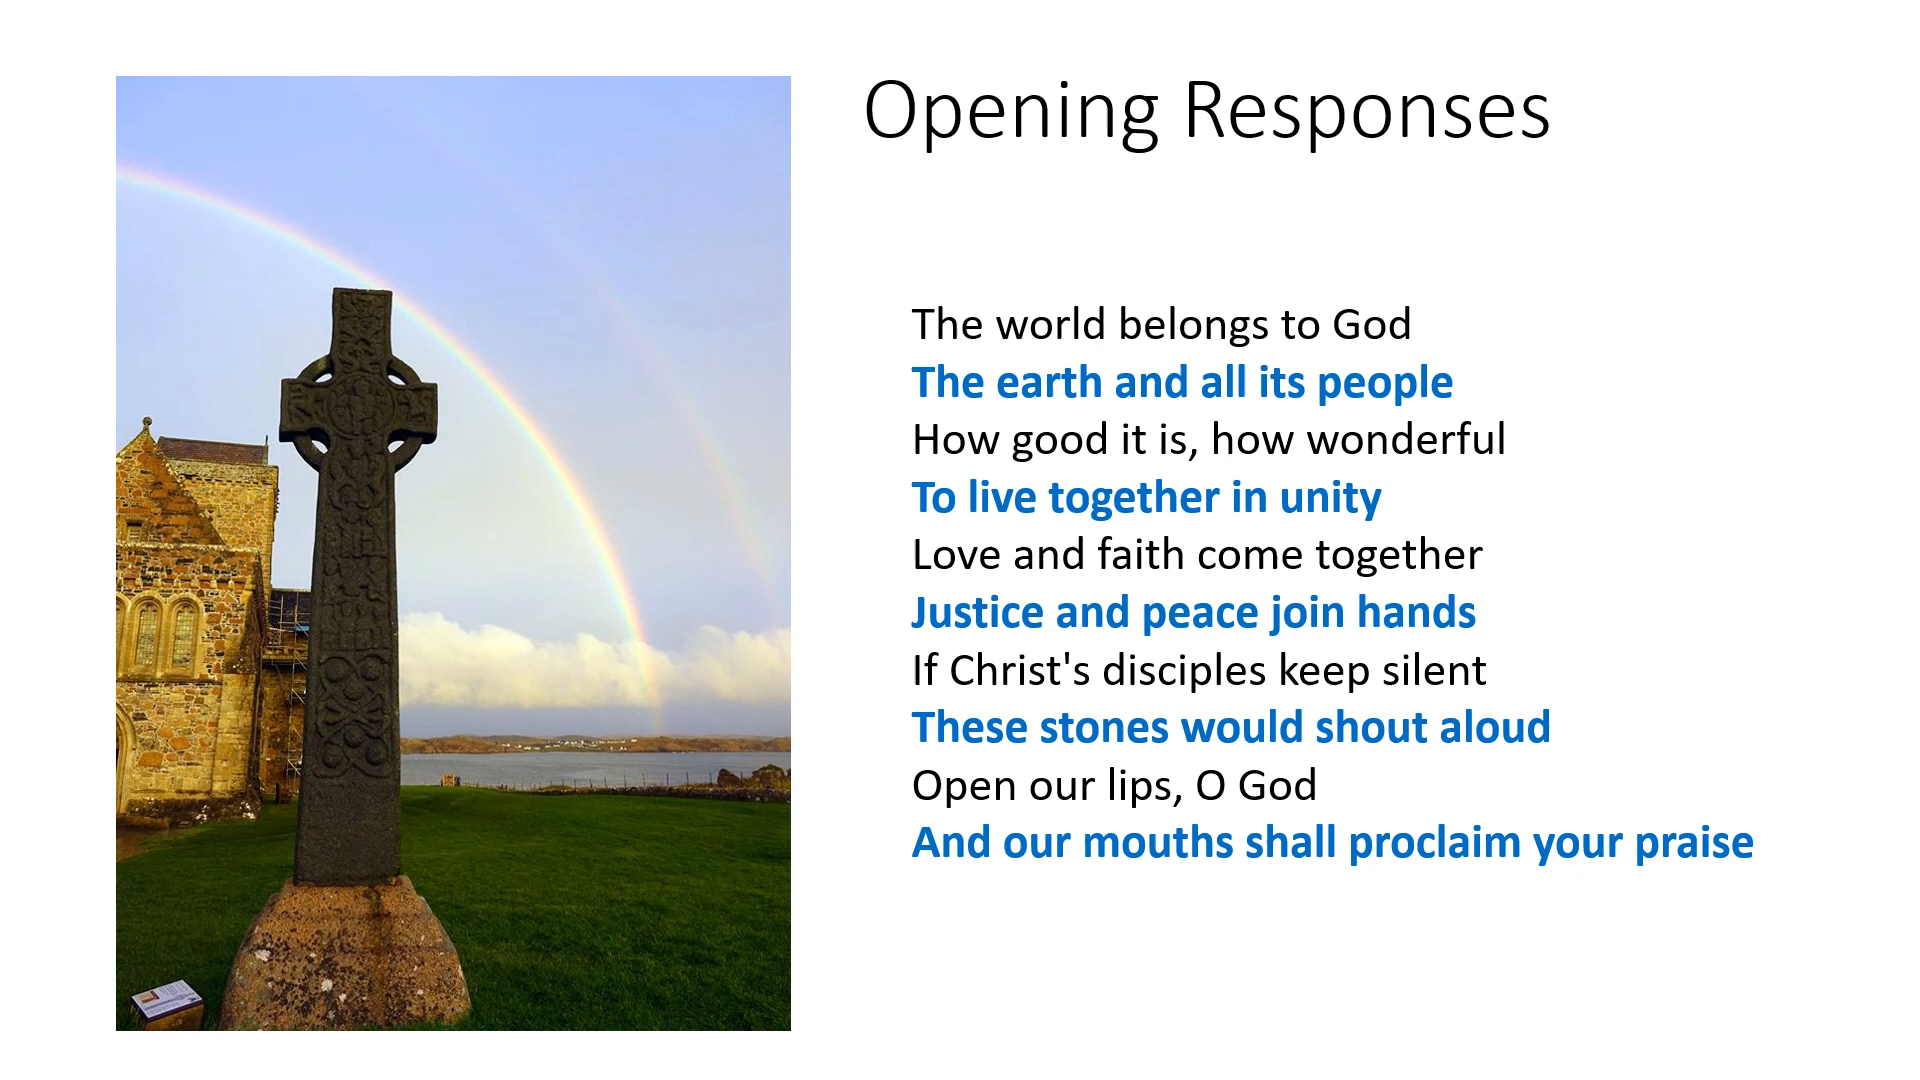 Opening Responses
The world belongs to God
The earth and all its people
How good it is, how wonderful
To live together in unity
Love and faith come together
Justice and peace join hands
If Christ's disciples keep silent
These stones would shout aloud
Open our lips, O God
And our mouths shall proclaim your praise